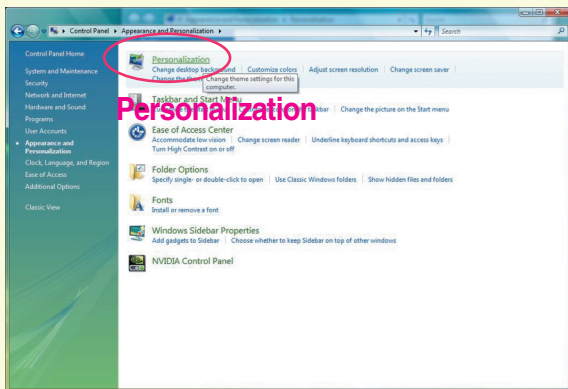 Control Panel ▸ Appearance and Personalization ▸
Search
Control Panel Home
System and Maintenance
Security
Network and Internet
Hardware and Sound
Programs
User Accounts
Appearance and
Personalization
Clock, Language, and Region
Ease of Access
Additional Options
Classic View
Personalization
Change desktop background | Customize colors | Adjust screen resolution | Change screen saver
Change the theme
Change theme settings for this
computer.
Personalization
Taskbar and Start Menu
Change the picture on the Start menu
Ease of Access Center
Accommodate low vision | Change screen reader | Underline keyboard shortcuts and access keys
Turn High Contrast on or off
Folder Options
Specify single- or double-click to open | Use Classic Windows folders | Show hidden files and folders
Fonts
Install or remove a font
Windows Sidebar Properties
Add gadgets to Sidebar | Choose whether to keep Sidebar on top of other windows
NVIDIA Control Panel